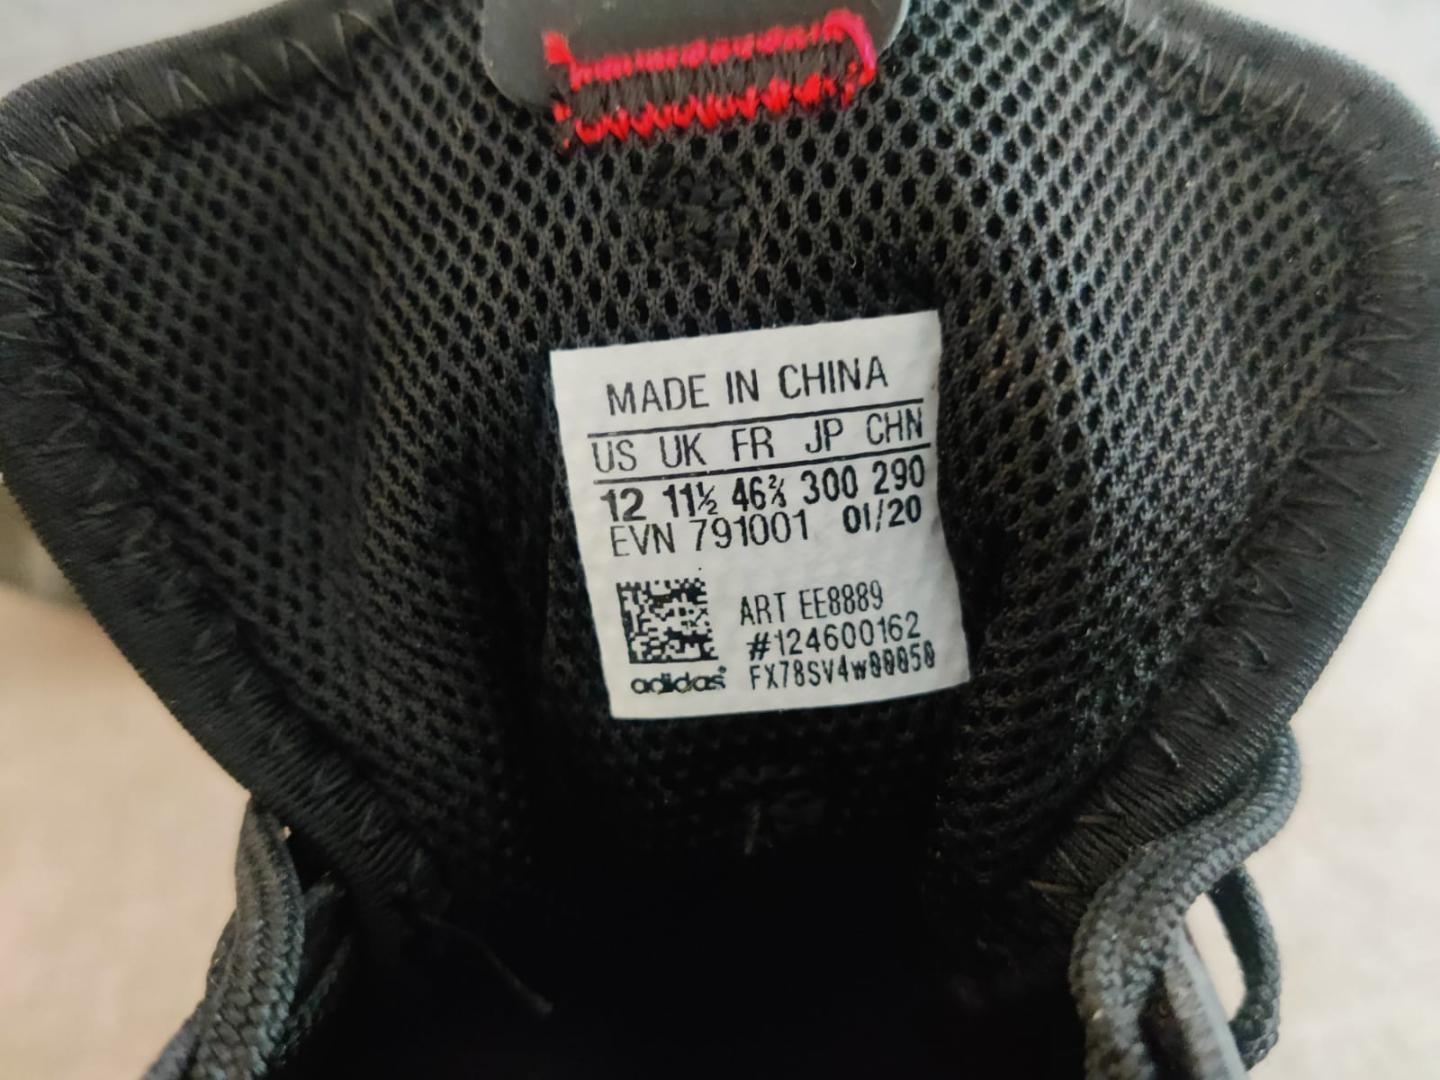 MADE IN CHINA
US UK FR JP CHN
12 11½ 46⅔ 300 290
EVN 791001 01/20
ART EE8889
#124600162
adidas FX78SV4w00050